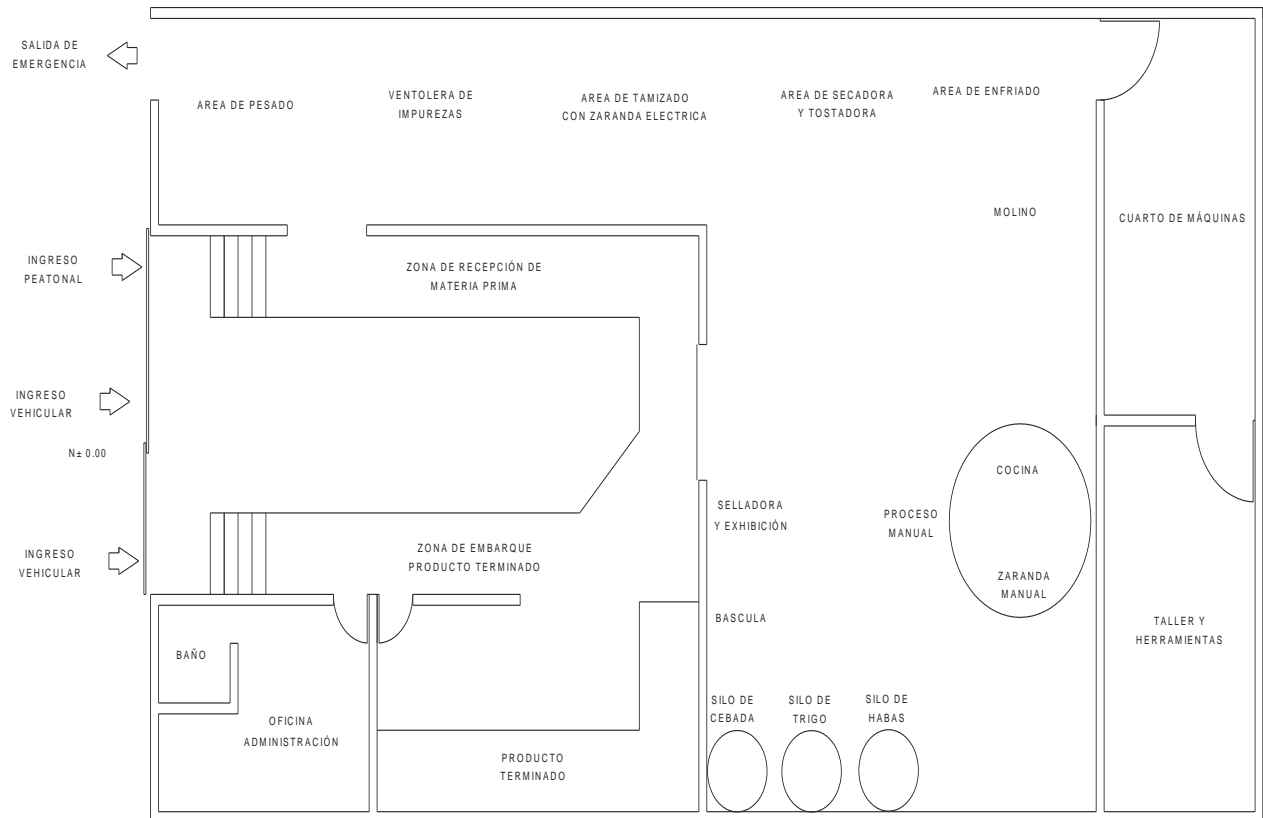 SALIDA DE
EMERGENCIA
AREA DE PESADO
VENTOLERA DE
IMPUREZAS
AREA DE TAMIZADO
CON ZARANDA ELECTRICA
AREA DE SECADORA
Y TOSTADORA
AREA DE ENFRIADO
MOLINO
CUARTO DE MÁQUINAS
INGRESO
PEATONAL
ZONA DE RECEPCIÓN DE
MATERIA PRIMA
INGRESO
VEHICULAR
N± 0.00
COCINA
SELLADORA
Y EXHIBICIÓN
PROCESO
MANUAL
INGRESO
VEHICULAR
ZONA DE EMBARQUE
PRODUCTO TERMINADO
ZARANDA
MANUAL
BASCULA
TALLER Y
HERRAMIENTAS
BAÑO
OFICINA
ADMINISTRACIÓN
SILO DE
CEBADA
SILO DE
TRIGO
SILO DE
HABAS
PRODUCTO
TERMINADO